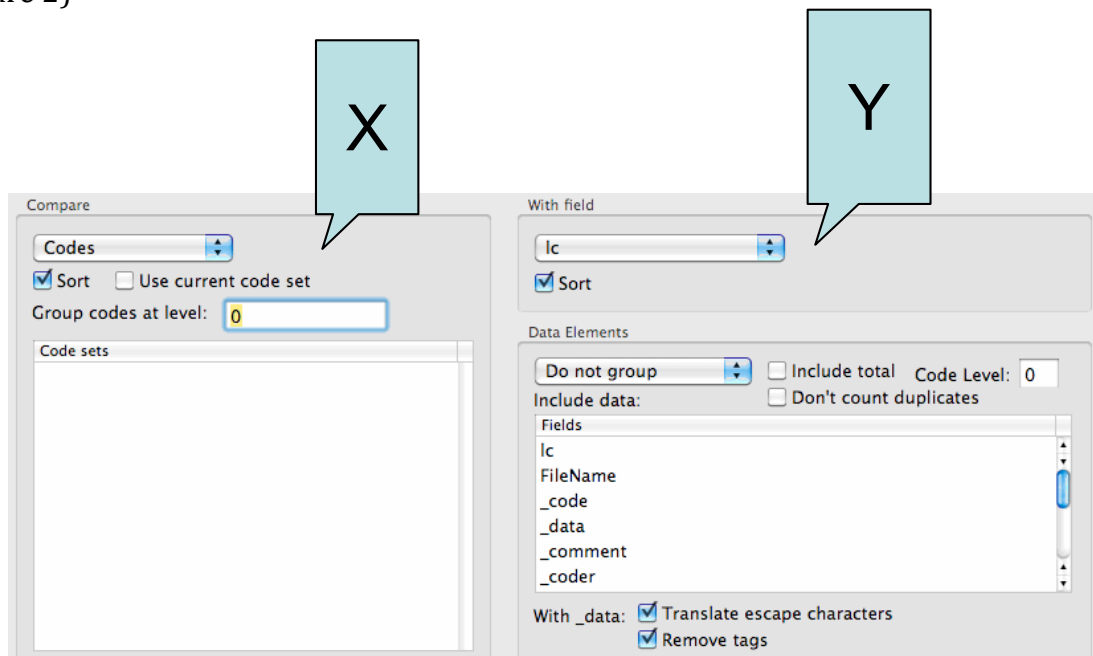 X
Y
Compare
Codes
Sort Use current code set
Group codes at level: 0
Code sets
With field
lc
Sort
Data Elements
Do not group Include total Code Level: 0
Include data: Don't count duplicates
Fields
lc
FileName
_code
_data
_comment
_coder
With _data: Translate escape characters
Remove tags